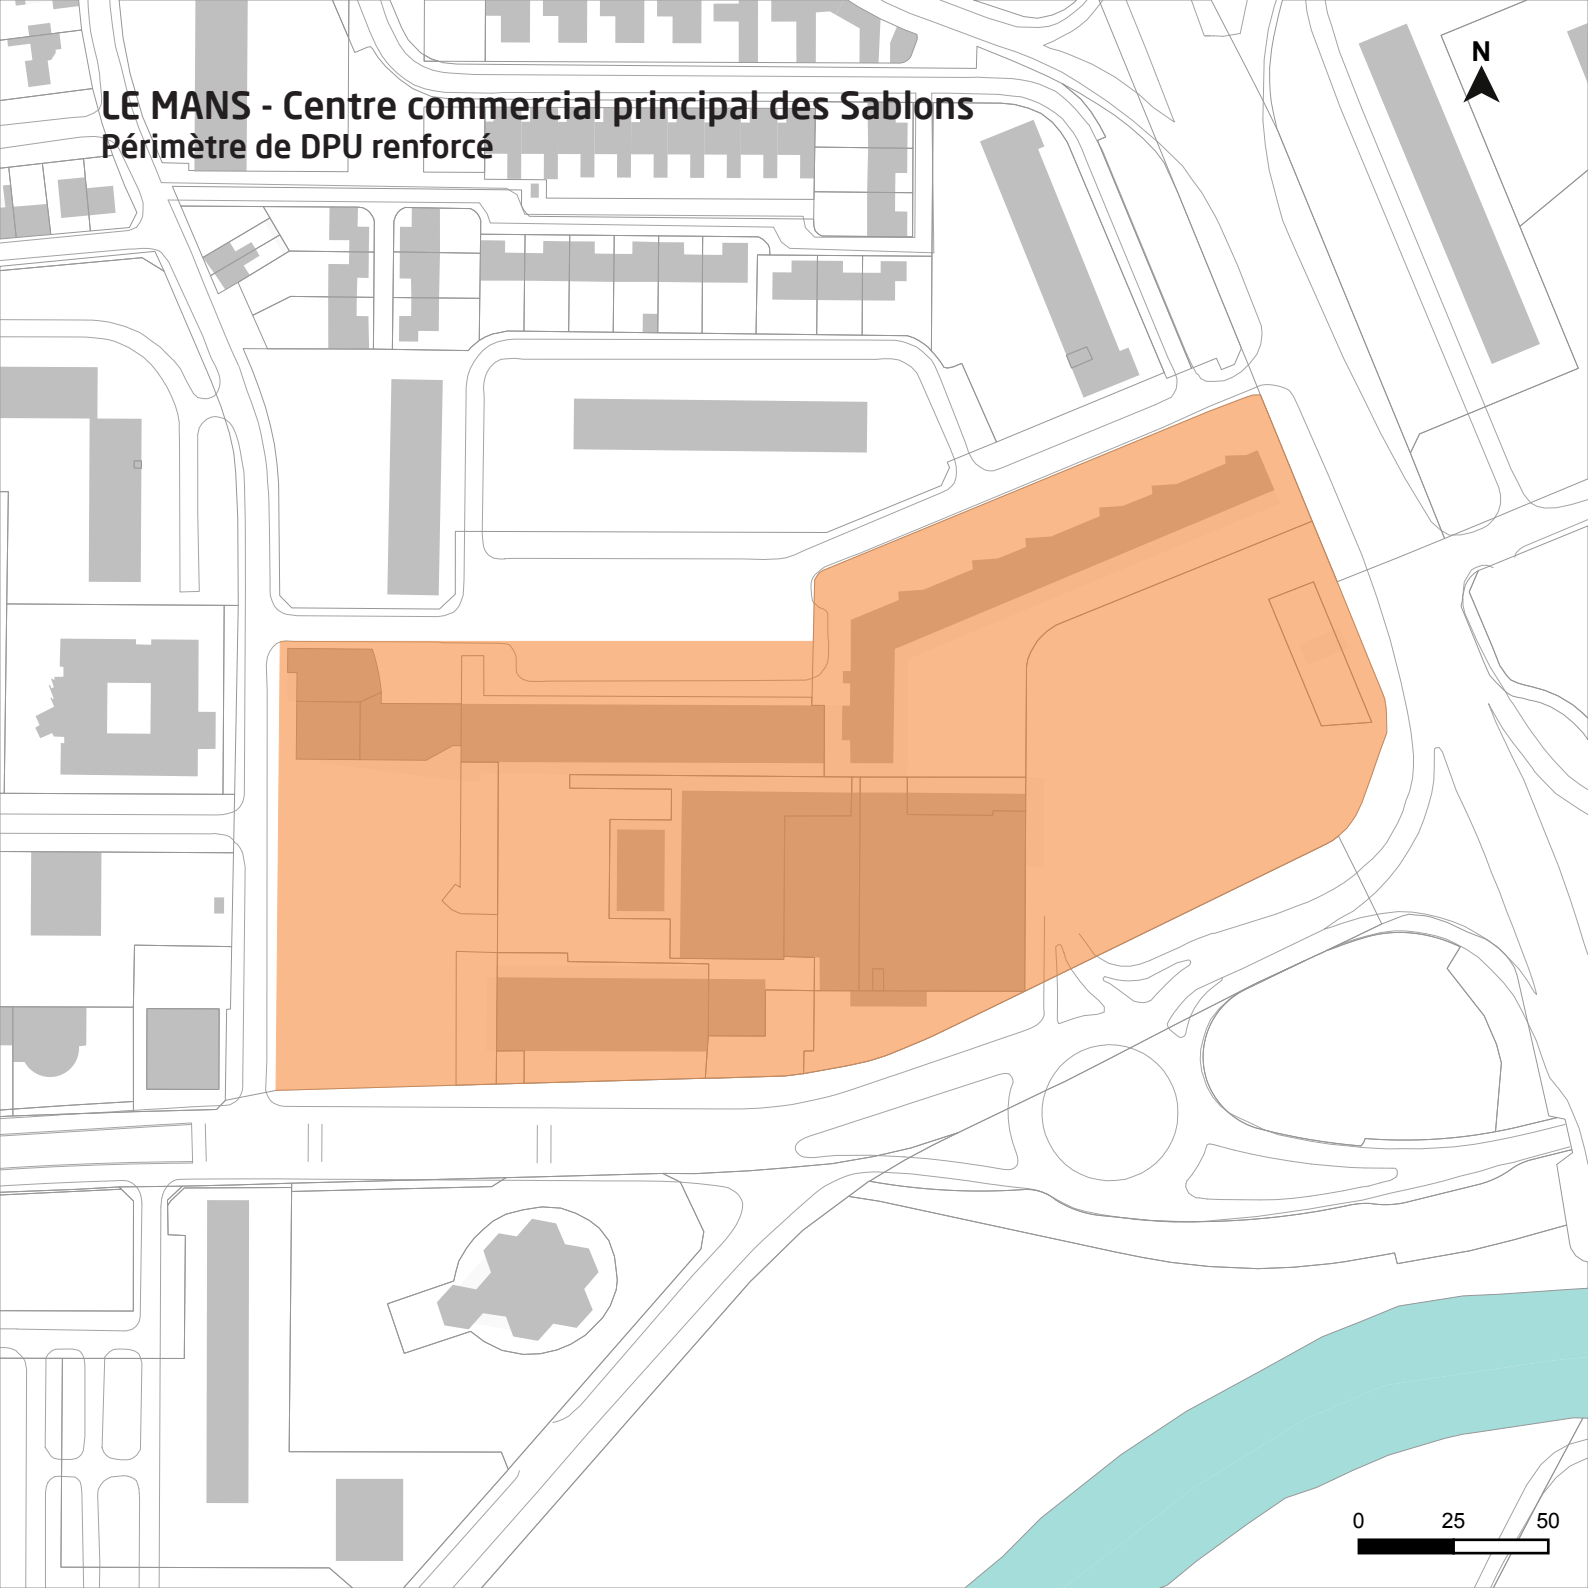 N
LE MANS - Centre commercial principal des Sablons
Périmètre de DPU renforcé
0 25 50